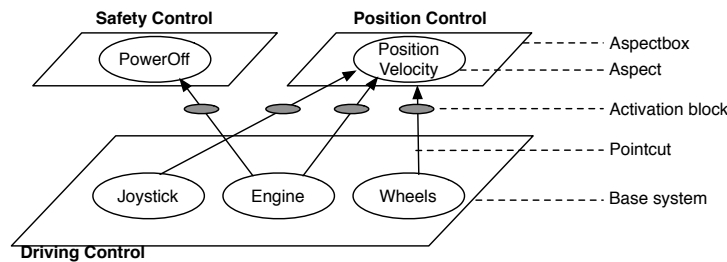 Safety Control
Position Control
PowerOff
Position
Velocity
Aspectbox
Aspect
Activation block
Pointcut
Joystick
Engine
Wheels
Base system
Driving Control